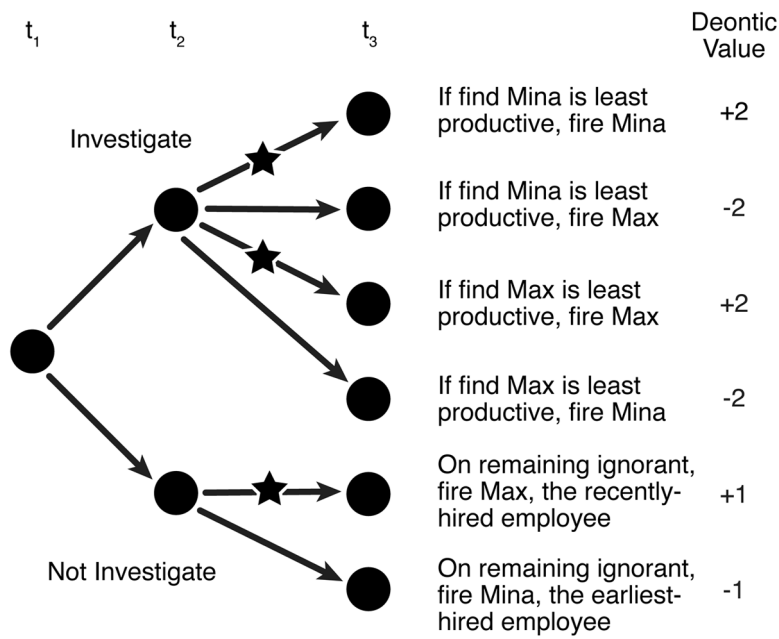 t1 t2 t3 Deontic
Value
If find Mina is least
productive, fire Mina +2
Investigate
If find Mina is least
productive, fire Max -2
If find Max is least
productive, fire Max +2
If find Max is least
productive, fire Mina -2
On remaining ignorant,
fire Max, the recently- +1
hired employee
Not Investigate
On remaining ignorant,
fire Mina, the earliest- -1
hired employee